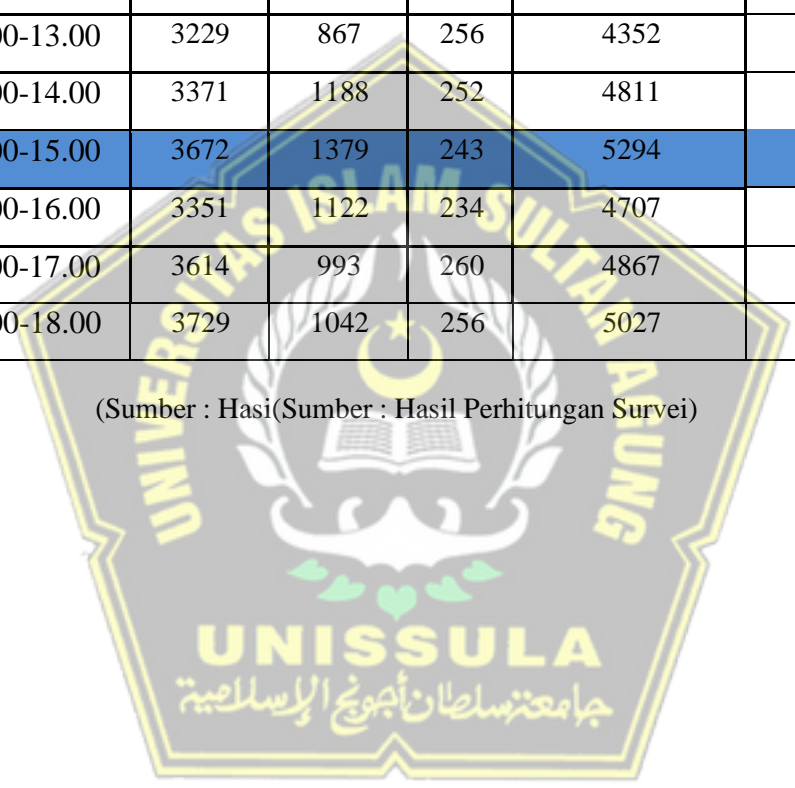 00-13.00 3229 867 256 4352
00-14.00 3371 1188 252 4811
00-15.00 3672 1379 243 5294
00-16.00 3351 1122 234 4707
00-17.00 3614 993 260 4867
00-18.00 3729 1042 256 5027
(Sumber : Hasi(Sumber : Hasil Perhitungan Survei)
UNIVERSITAS ISLAM SULTAN AGUNG
UNISSULA
جامعة سلطان أجونج الإسلامية